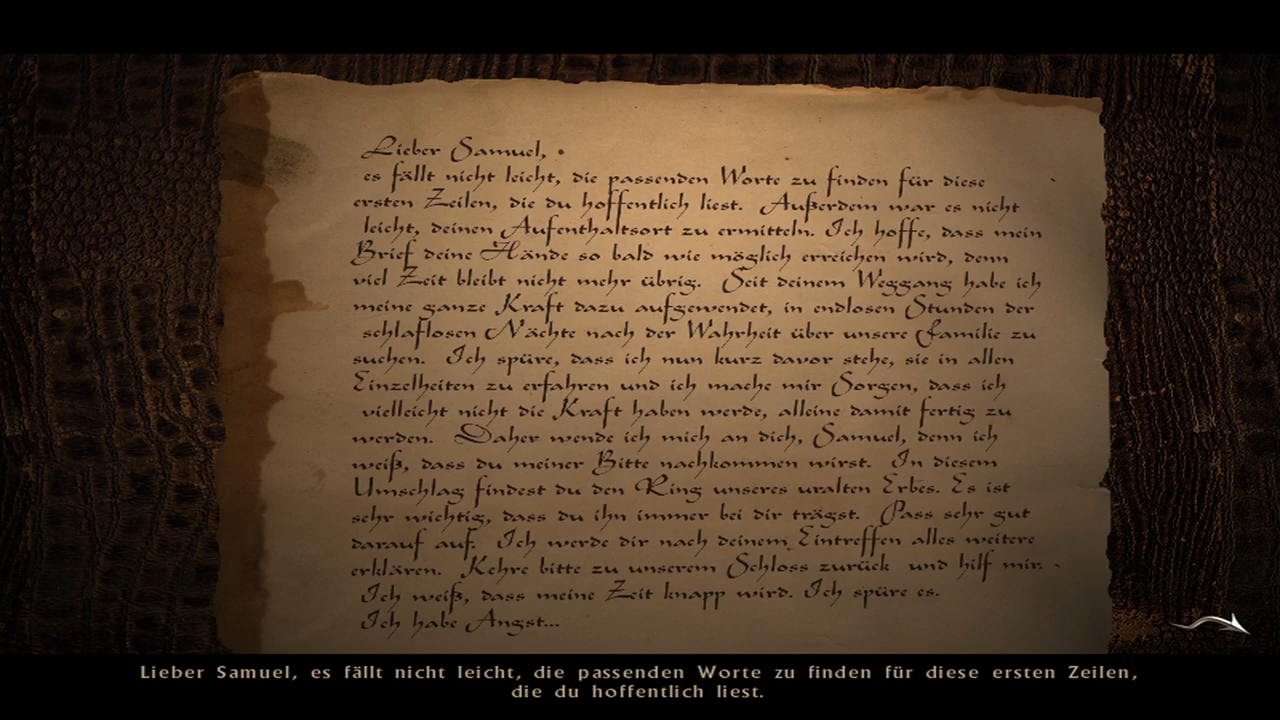 Lieber Samuel,
es fällt nicht leicht, die passenden Worte zu finden für diese
ersten Zeilen, die du hoffentlich liest. Außerdem war es nicht
leicht, deinen Aufenthaltsort zu ermitteln. Ich hoffe, dass mein
Brief deine Hände so bald wie möglich erreichen wird, denn
viel Zeit bleibt nicht mehr übrig. Seit deinem Weggang habe ich
meine ganze Kraft dazu aufgewendet, in endlosen Stunden der
schlaflosen Nächte nach der Wahrheit über unsere Familie zu
suchen. Ich spüre, dass ich nun kurz davor stehe, sie in allen
Einzelheiten zu erfahren und ich mache mir Sorgen, dass ich
vielleicht nicht die Kraft haben werde, alleine damit fertig zu
werden. Daher wende ich mich an dich, Samuel, denn ich
weiß, dass du meiner Bitte nachkommen wirst. In diesem
Umschlag findest du den Ring unseres uralten Erbes. Es ist
sehr wichtig, dass du ihn immer bei dir trägst. Pass sehr gut
darauf auf. Ich werde dir nach deinem Eintreffen alles weitere
erklären. Kehre bitte zu unserem Schloss zurück und hilf mir.
Ich weiß, dass meine Zeit knapp wird. Ich spüre es.
Ich habe Angst...
Lieber Samuel, es fällt nicht leicht, die passenden Worte zu finden für diese ersten Zeilen,
die du hoffentlich liest.